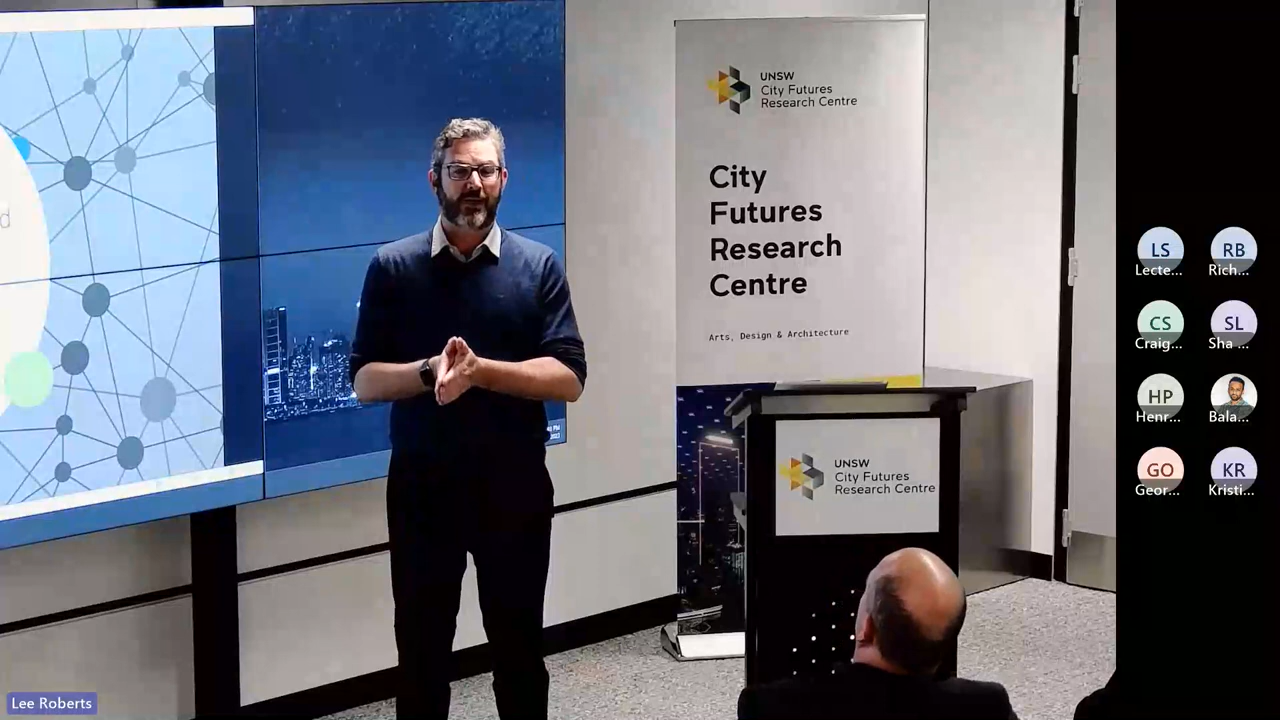 d
UNSW
City Futures
Research Centre
City
Futures
Research
Centre
Arts, Design & Architecture
UNSW
City Futures
Research Centre
LS
Lecte...
RB
Rich...
CS
Craig...
SL
Sha ...
HP
Henr...
Bala...
GO
Geor...
KR
Kristi...
Lee Roberts